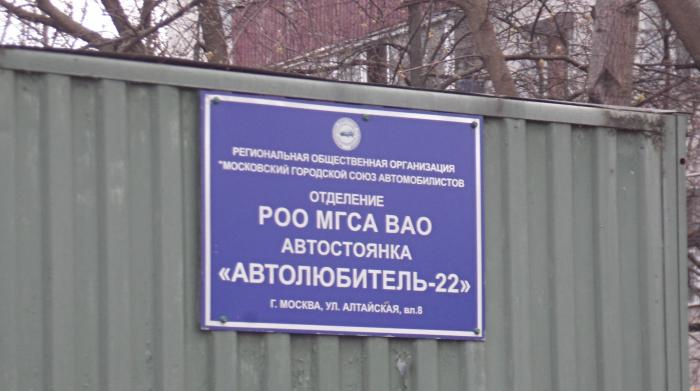 РЕГИОНАЛЬНАЯ ОБЩЕСТВЕННАЯ ОРГАНИЗАЦИЯ
"МОСКОВСКИЙ ГОРОДСКОЙ СОЮЗ АВТОМОБИЛИСТОВ
ОТДЕЛЕНИЕ
РОО МГСА ВАО
АВТОСТОЯНКА
«АВТОЛЮБИТЕЛЬ-22»
Г. МОСКВА, УЛ. АЛТАЙСКАЯ, вл.8